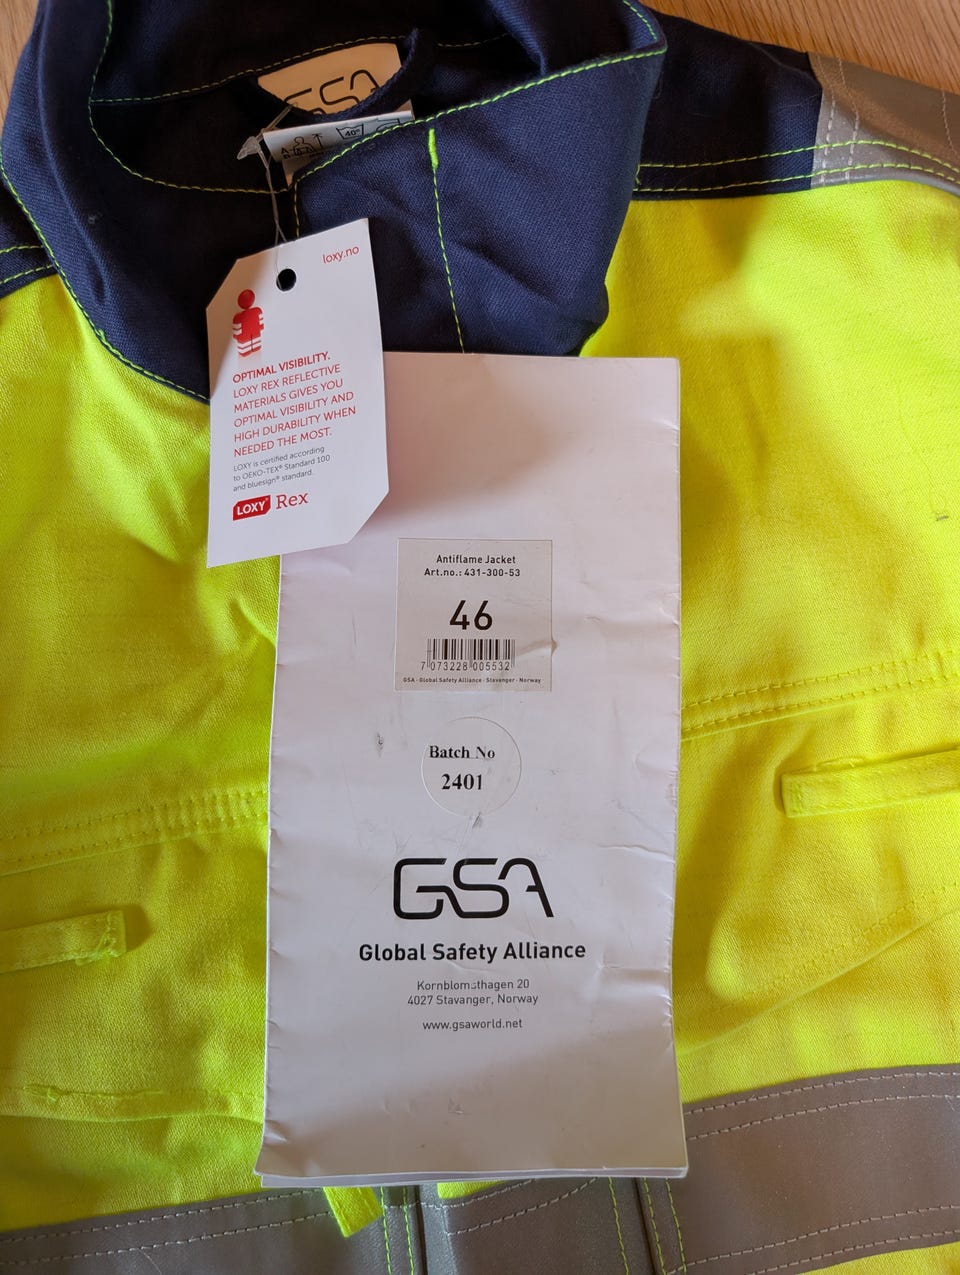 GSA
40°
A
loxy.no
OPTIMAL VISIBILITY.
LOXY REX REFLECTIVE
MATERIALS GIVES YOU
OPTIMAL VISIBILITY AND
HIGH DURABILITY WHEN
NEEDED THE MOST.
LOXY is certified according
to OEKO-TEX® Standard 100
and bluesign® standard.
LOXY® Rex
Antiflame Jacket
Art.no.: 431-300-53
46
7 073228 005532
GSA - Global Safety Alliance - Stavanger - Norway
Batch No
2401
GSA
Global Safety Alliance
Kornblomsthagen 20
4027 Stavanger, Norway
www.gsaworld.net